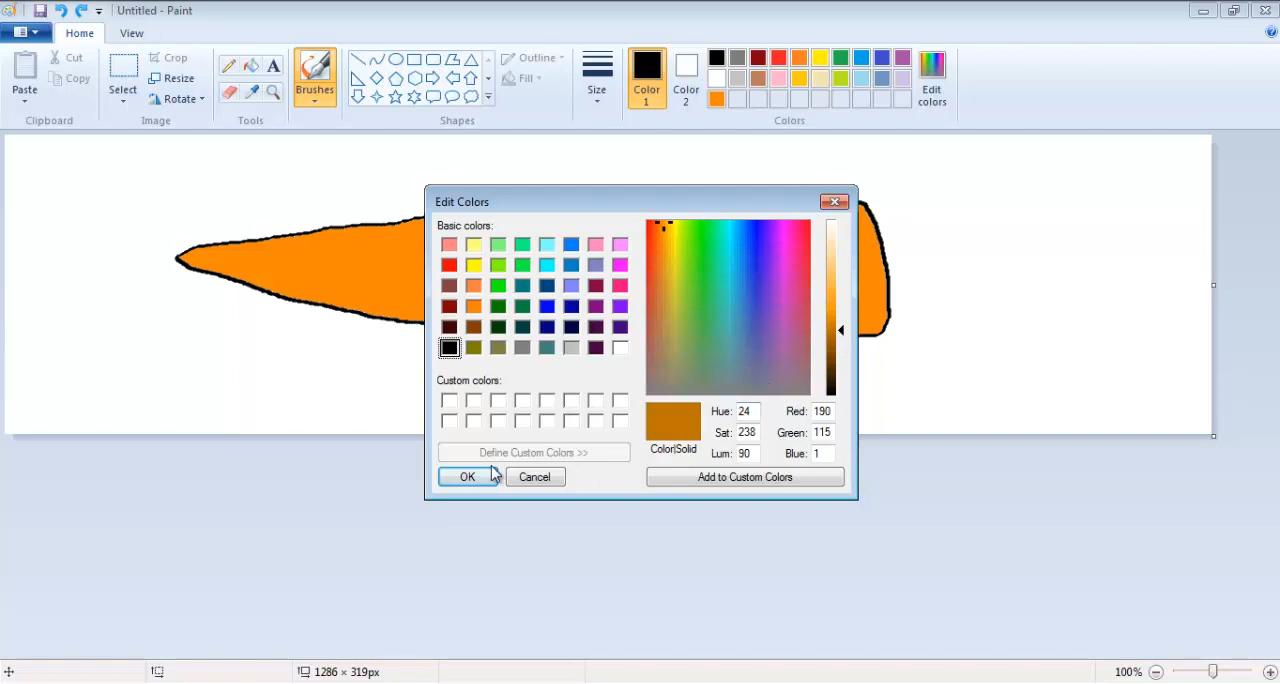 Untitled - Paint
Home View
Paste
Cut
Copy
Clipboard
Select
Crop
Resize
Rotate
Image
A
Tools
Brushes
Outline
Fill
Shapes
Size
Color 1
Color 2
Edit colors
Colors
Edit Colors
Basic colors:
Custom colors:
Define Custom Colors >>
OK Cancel
Color|Solid
Hue: 24 Red: 190
Sat: 238 Green: 115
Lum: 90 Blue: 1
Add to Custom Colors
1286 × 319px
100%